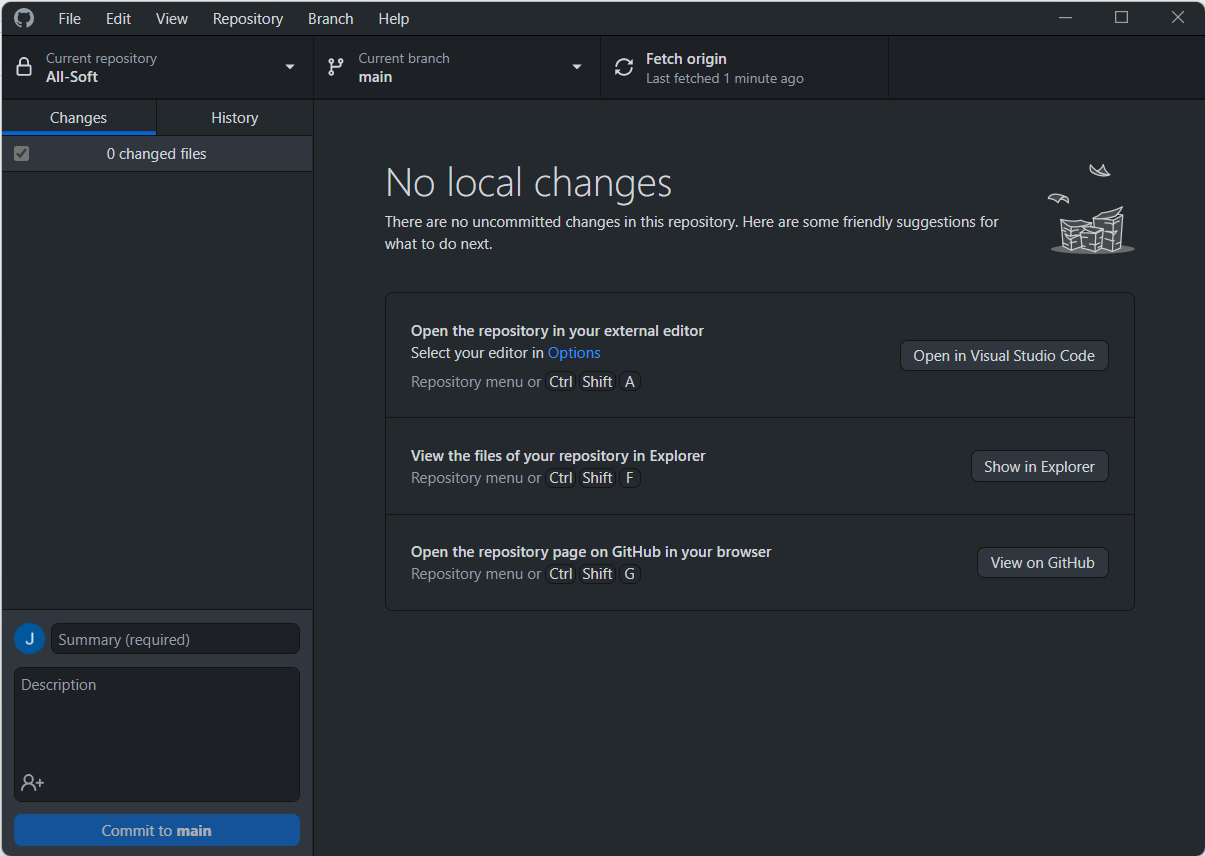 File Edit View Repository Branch Help
Current repository
All-Soft
Current branch
main
Fetch origin
Last fetched 1 minute ago
Changes History
0 changed files
No local changes
There are no uncommitted changes in this repository. Here are some friendly suggestions for
what to do next.
Open the repository in your external editor
Select your editor in Options
Repository menu or Ctrl Shift A
Open in Visual Studio Code
View the files of your repository in Explorer
Repository menu or Ctrl Shift F
Show in Explorer
Open the repository page on GitHub in your browser
Repository menu or Ctrl Shift G
View on GitHub
J
Summary (required)
Description
Commit to main